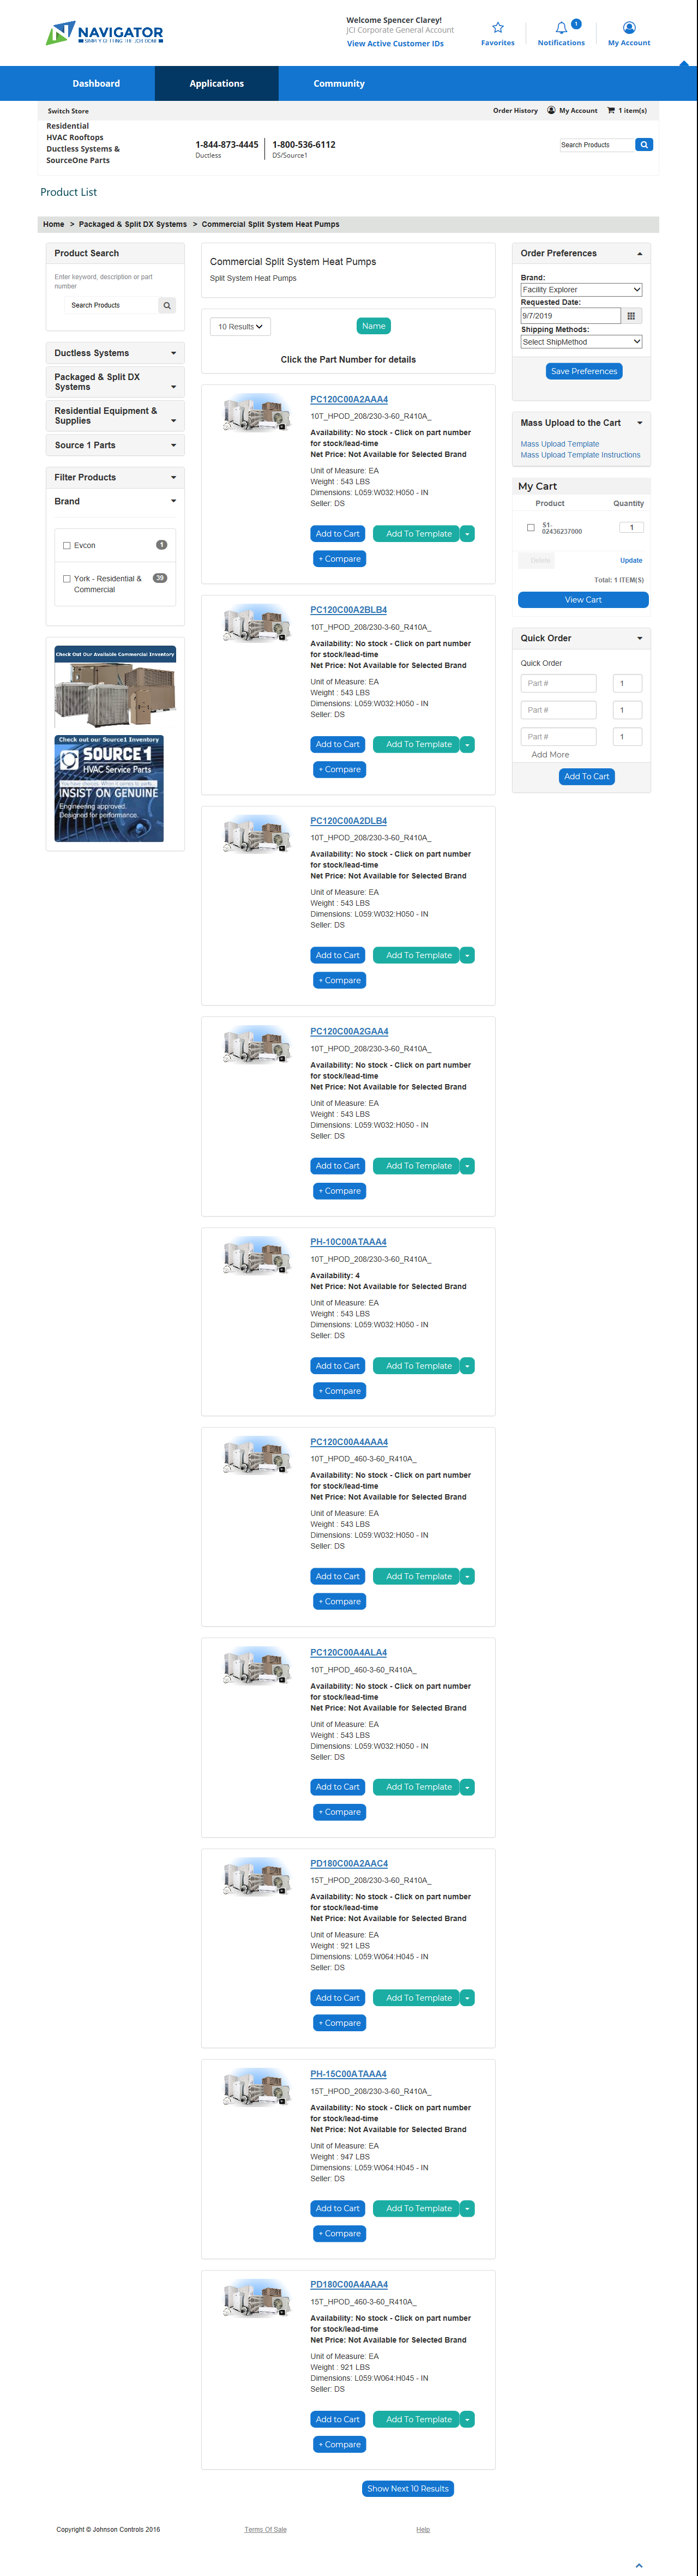 NAVIGATOR
Welcome Spencer Clarey!
JCI Corporate General Account
View Active Customer IDs
Favorites
1
Notifications
My Account
Dashboard
Applications
Community
Switch Store
Order History
My Account
1 item(s)
Residential
HVAC Rooftops
Ductless Systems &
SourceOne Parts
1-844-873-4445
Ductless
1-800-536-6112
DS/Source1
Search Products
Product List
Home > Packaged & Split DX Systems > Commercial Split System Heat Pumps
Product Search
Enter keyword, description or part
number
Search Products
Ductless Systems
Packaged & Split DX
Systems
Residential Equipment &
Supplies
Source 1 Parts
Filter Products
Brand
Evcon 1
York - Residential & 39
Commercial
Check Out Our Available Commercial Inventory
Check out our Source1 Inventory
SOURCE 1
HVAC Service Parts
INSIST ON GENUINE
Engineering approved.
Designed for performance.
Commercial Split System Heat Pumps
Split System Heat Pumps
10 Results
Name
Click the Part Number for details
PC120C00A2AAA4
10T_HPOD_208/230-3-60_R410A_
Availability: No stock - Click on part number
for stock/lead-time
Net Price: Not Available for Selected Brand
Unit of Measure: EA
Weight : 543 LBS
Dimensions: L059:W032:H050 - IN
Seller: DS
Add to Cart
Add To Template
+ Compare
PC120C00A2BLB4
10T_HPOD_208/230-3-60_R410A_
Availability: No stock - Click on part number
for stock/lead-time
Net Price: Not Available for Selected Brand
Unit of Measure: EA
Weight : 543 LBS
Dimensions: L059:W032:H050 - IN
Seller: DS
Add to Cart
Add To Template
+ Compare
PC120C00A2DLB4
10T_HPOD_208/230-3-60_R410A_
Availability: No stock - Click on part number
for stock/lead-time
Net Price: Not Available for Selected Brand
Unit of Measure: EA
Weight : 543 LBS
Dimensions: L059:W032:H050 - IN
Seller: DS
Add to Cart
Add To Template
+ Compare
PC120C00A2GAA4
10T_HPOD_208/230-3-60_R410A_
Availability: No stock - Click on part number
for stock/lead-time
Net Price: Not Available for Selected Brand
Unit of Measure: EA
Weight : 543 LBS
Dimensions: L059:W032:H050 - IN
Seller: DS
Add to Cart
Add To Template
+ Compare
PH-10C00ATAAA4
10T_HPOD_208/230-3-60_R410A_
Availability: 4
Net Price: Not Available for Selected Brand
Unit of Measure: EA
Weight : 543 LBS
Dimensions: L059:W032:H050 - IN
Seller: DS
Add to Cart
Add To Template
+ Compare
PC120C00A4AAA4
10T_HPOD_460-3-60_R410A_
Availability: No stock - Click on part number
for stock/lead-time
Net Price: Not Available for Selected Brand
Unit of Measure: EA
Weight : 543 LBS
Dimensions: L059:W032:H050 - IN
Seller: DS
Add to Cart
Add To Template
+ Compare
PC120C00A4ALA4
10T_HPOD_460-3-60_R410A_
Availability: No stock - Click on part number
for stock/lead-time
Net Price: Not Available for Selected Brand
Unit of Measure: EA
Weight : 543 LBS
Dimensions: L059:W032:H050 - IN
Seller: DS
Add to Cart
Add To Template
+ Compare
PD180C00A2AAC4
15T_HPOD_208/230-3-60_R410A_
Availability: No stock - Click on part number
for stock/lead-time
Net Price: Not Available for Selected Brand
Unit of Measure: EA
Weight : 921 LBS
Dimensions: L059:W064:H045 - IN
Seller: DS
Add to Cart
Add To Template
+ Compare
PH-15C00ATAAA4
15T_HPOD_208/230-3-60_R410A_
Availability: No stock - Click on part number
for stock/lead-time
Net Price: Not Available for Selected Brand
Unit of Measure: EA
Weight : 947 LBS
Dimensions: L059:W064:H045 - IN
Seller: DS
Add to Cart
Add To Template
+ Compare
PD180C00A4AAA4
15T_HPOD_460-3-60_R410A_
Availability: No stock - Click on part number
for stock/lead-time
Net Price: Not Available for Selected Brand
Unit of Measure: EA
Weight : 921 LBS
Dimensions: L059:W064:H045 - IN
Seller: DS
Add to Cart
Add To Template
+ Compare
Show Next 10 Results
Order Preferences
Brand:
Facility Explorer
Requested Date:
9/7/2019
Shipping Methods:
Select ShipMethod
Save Preferences
Mass Upload to the Cart
Mass Upload Template
Mass Upload Template Instructions
My Cart
Product Quantity
S1-
02436237000
1
Delete
Update
Total: 1 ITEM(S)
View Cart
Quick Order
Quick Order
Part # 1
Part # 1
Part # 1
Add More
Add To Cart
Copyright © Johnson Controls 2016
Terms Of Sale
Help